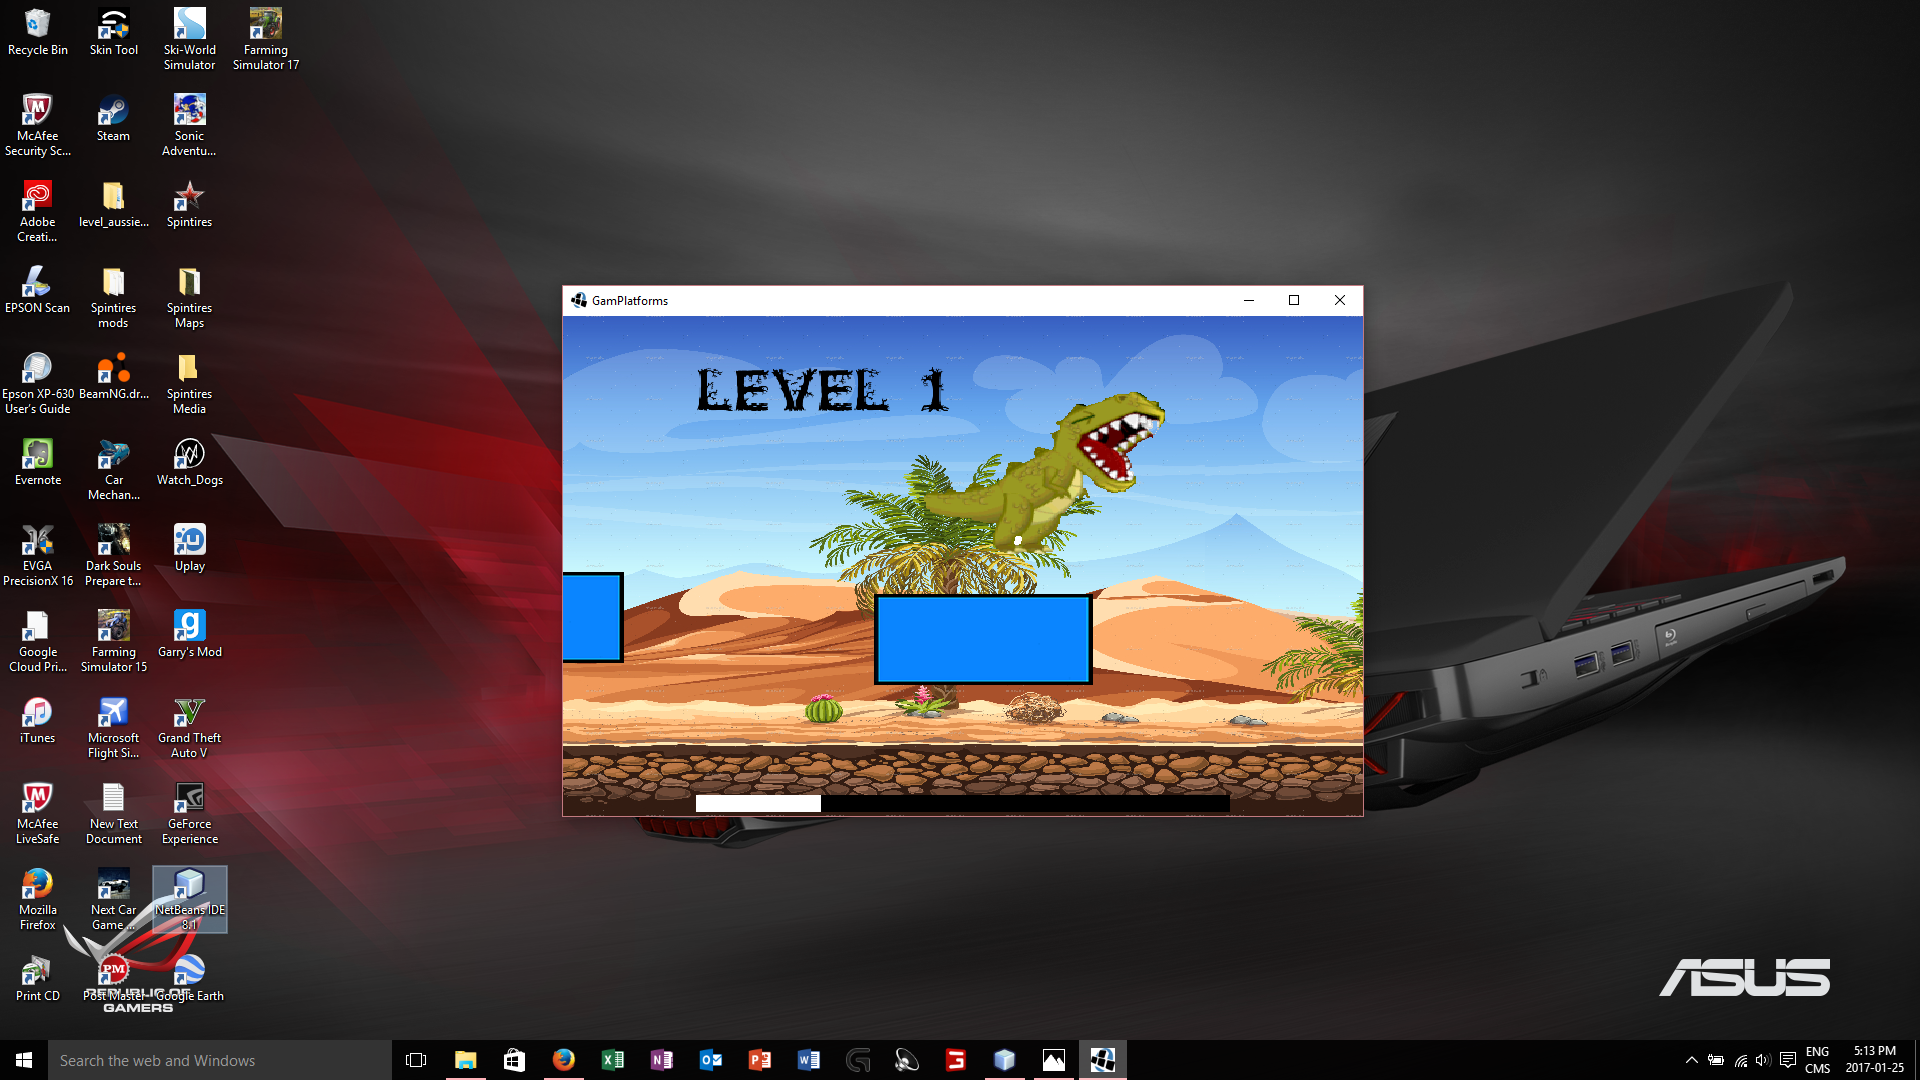 Recycle Bin
Skin Tool
Ski-World
Simulator
Farming
Simulator 17
McAfee
Security Sc...
Steam
Sonic
Adventu...
Adobe
Creati...
level_aussie...
Spintires
EPSON Scan
Spintires
mods
Spintires
Maps
Epson XP-630
User's Guide
BeamNG.dr...
Spintires
Media
Evernote
Car
Mechan...
Watch_Dogs
EVGA
PrecisionX 16
Dark Souls
Prepare t...
Uplay
Google
Cloud Pri...
Farming
Simulator 15
Garry's Mod
iTunes
Microsoft
Flight Si...
Grand Theft
Auto V
McAfee
LiveSafe
New Text
Document
GeForce
Experience
Mozilla
Firefox
Next Car
Game ...
NetBeans IDE
8.1
Print CD
PM
Post Master
Google Earth
REPUBLIC OF
GAMERS
GamPlatforms
LEVEL 1
ASUS
Search the web and Windows
ENG
CMS
5:13 PM
2017-01-25